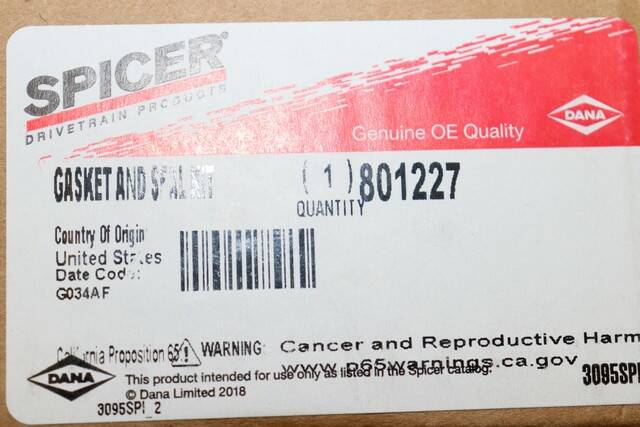 SPICER®
DRIVETRAIN PRODUCTS
Genuine OE Quality
DANA
GASKET AND SEAL KIT
( 1 ) 801227
QUANTITY
Country Of Origin
United States
Date Code:
G034AF
California Proposition 65 ! WARNING Cancer and Reproductive Harm
www.p65warnings.ca.gov
DANA
This product intended for use only as listed in the Spicer catalog.
© Dana Limited 2018
3095SPI_2
3095SPI